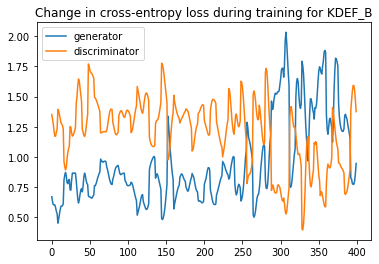 Change in cross-entropy loss during training for KDEF_B
generator
discriminator
2.00
1.75
1.50
1.25
1.00
0.75
0.50
0 50 100 150 200 250 300 350 400